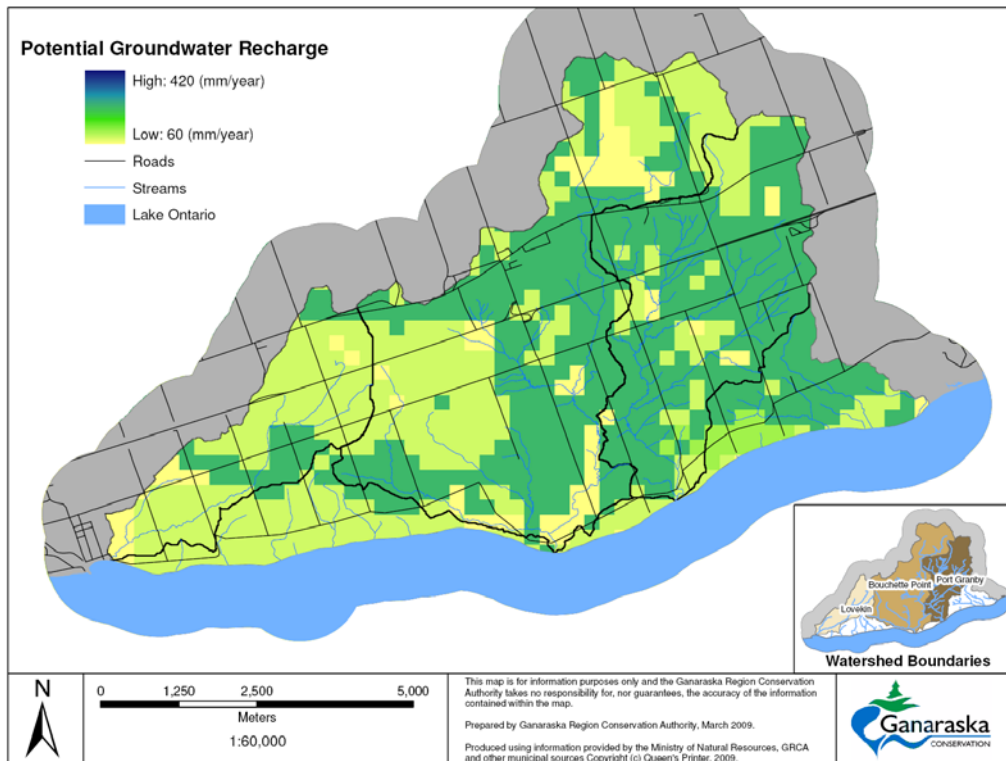 Potential Groundwater Recharge
High: 420 (mm/year)
Low: 60 (mm/year)
Roads
Streams
Lake Ontario
Bouchette Point
Port Granby
Lovekin
Watershed Boundaries
N
0 1,250 2,500 5,000
Meters
1:60,000
This map is for information purposes only and the Ganaraska Region Conservation
Authority takes no responsibility for, nor guarantees, the accuracy of the information
contained within the map.
Prepared by Ganaraska Region Conservation Authority, March 2009.
Produced using information provided by the Ministry of Natural Resources, GRCA
and other municipal sources Copyright (c) Queen's Printer, 2009.
Ganaraska
CONSERVATION